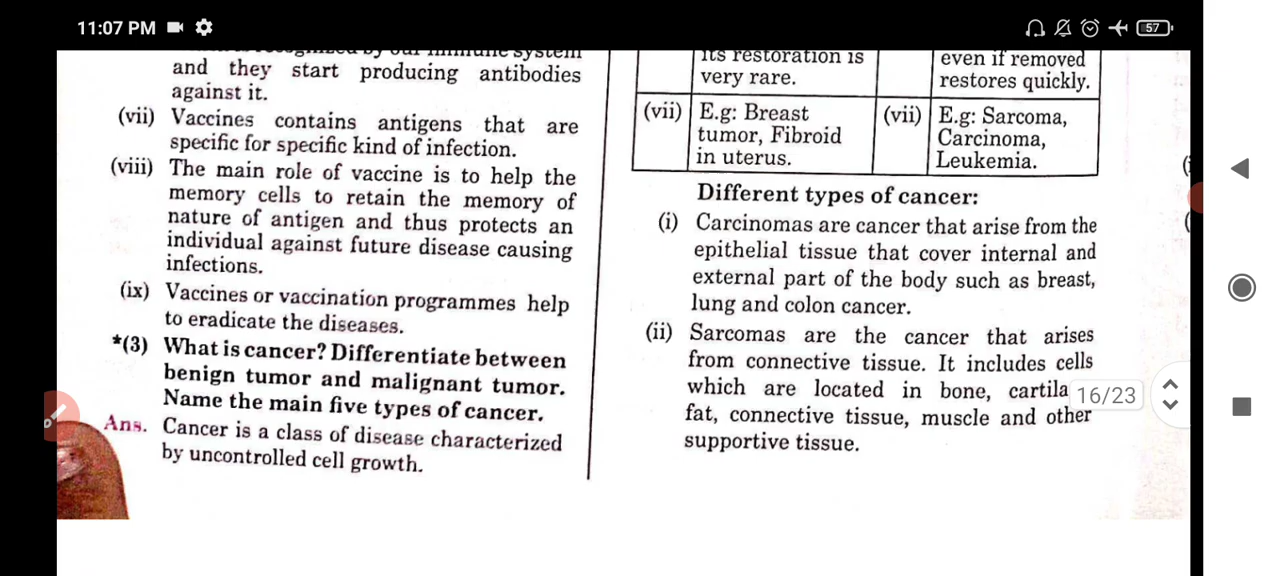 11:07 PM
57
and they start producing antibodies
against it.
(vii) Vaccines contains antigens that are
specific for specific kind of infection.
(viii) The main role of vaccine is to help the
memory cells to retain the memory of
nature of antigen and thus protects an
individual against future disease causing
infections.
(ix) Vaccines or vaccination programmes help
to eradicate the diseases.
*(3) What is cancer? Differentiate between
benign tumor and malignant tumor.
Name the main five types of cancer.
Ans. Cancer is a class of disease characterized
by uncontrolled cell growth.
its restoration is
very rare.
even if removed
restores quickly.
(vii) E.g: Breast
tumor, Fibroid
in uterus.
(vii) E.g: Sarcoma,
Carcinoma,
Leukemia.
Different types of cancer:
(i) Carcinomas are cancer that arise from the
epithelial tissue that cover internal and
external part of the body such as breast,
lung and colon cancer.
(ii) Sarcomas are the cancer that arises
from connective tissue. It includes cells
which are located in bone, cartila
fat, connective tissue, muscle and other
supportive tissue.
16/23